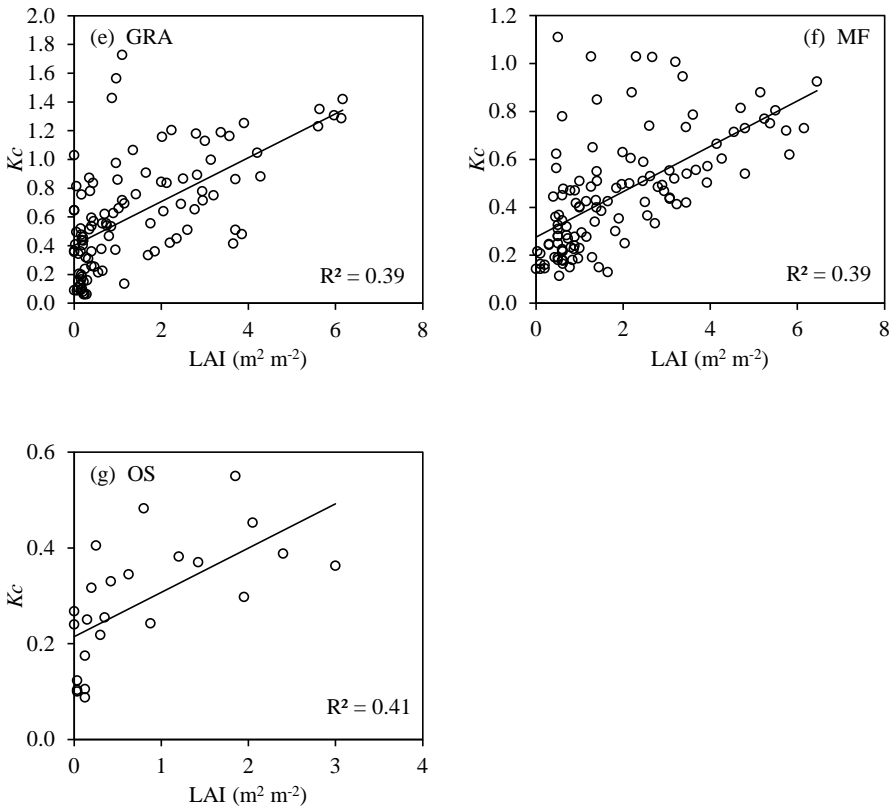 (e) GRA
2.0
1.8
1.6
1.4
1.2
1.0
0.8
0.6
0.4
0.2
0.0
Kc
R² = 0.39
0 2 4 6 8
LAI (m² m⁻²)
(f) MF
1.2
1.0
0.8
0.6
0.4
0.2
0.0
Kc
R² = 0.39
0 2 4 6 8
LAI (m² m⁻²)
(g) OS
0.6
0.4
0.2
0.0
Kc
R² = 0.41
0 1 2 3 4
LAI (m² m⁻²)